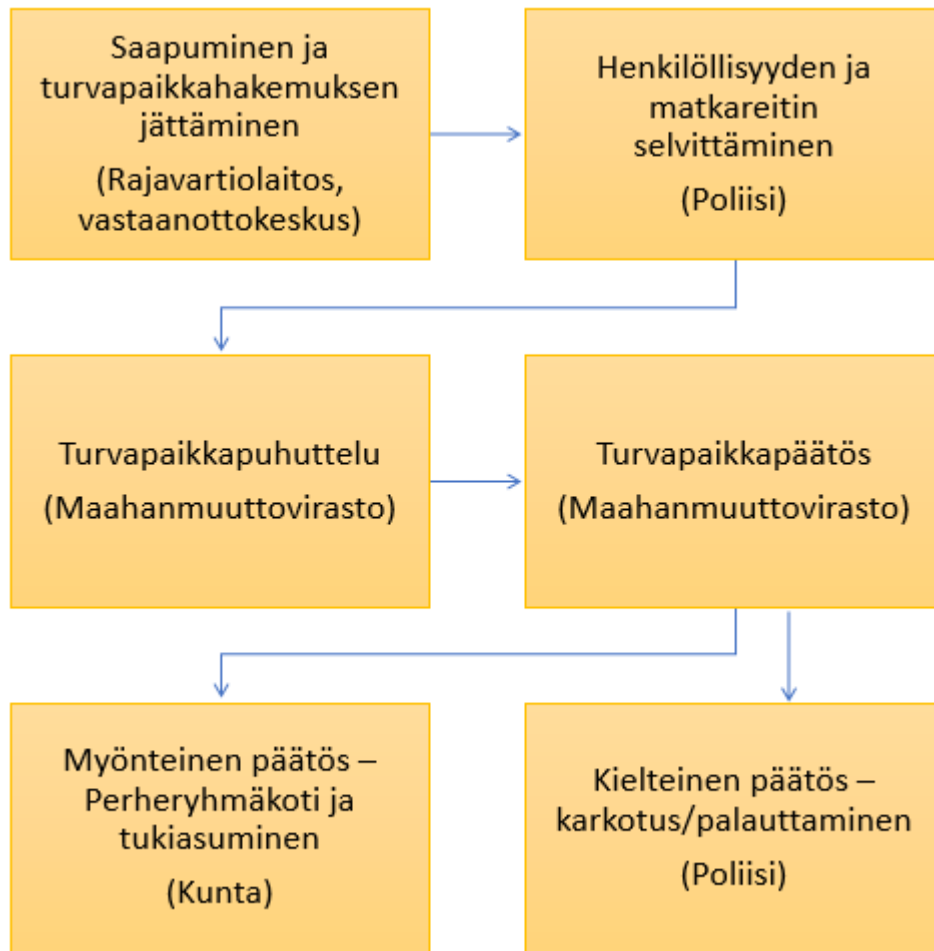 Saapuminen ja
turvapaikkahakemuksen
jättäminen
(Rajavartiolaitos,
vastaanottokeskus)
Henkilöllisyyden ja
matkareitin
selvittäminen
(Poliisi)
Turvapaikkapuhuttelu
(Maahanmuuttovirasto)
Turvapaikkapäätös
(Maahanmuuttovirasto)
Myönteinen päätös –
Perheryhmäkoti ja
tukiasuminen
(Kunta)
Kielteinen päätös –
karkotus/palauttaminen
(Poliisi)